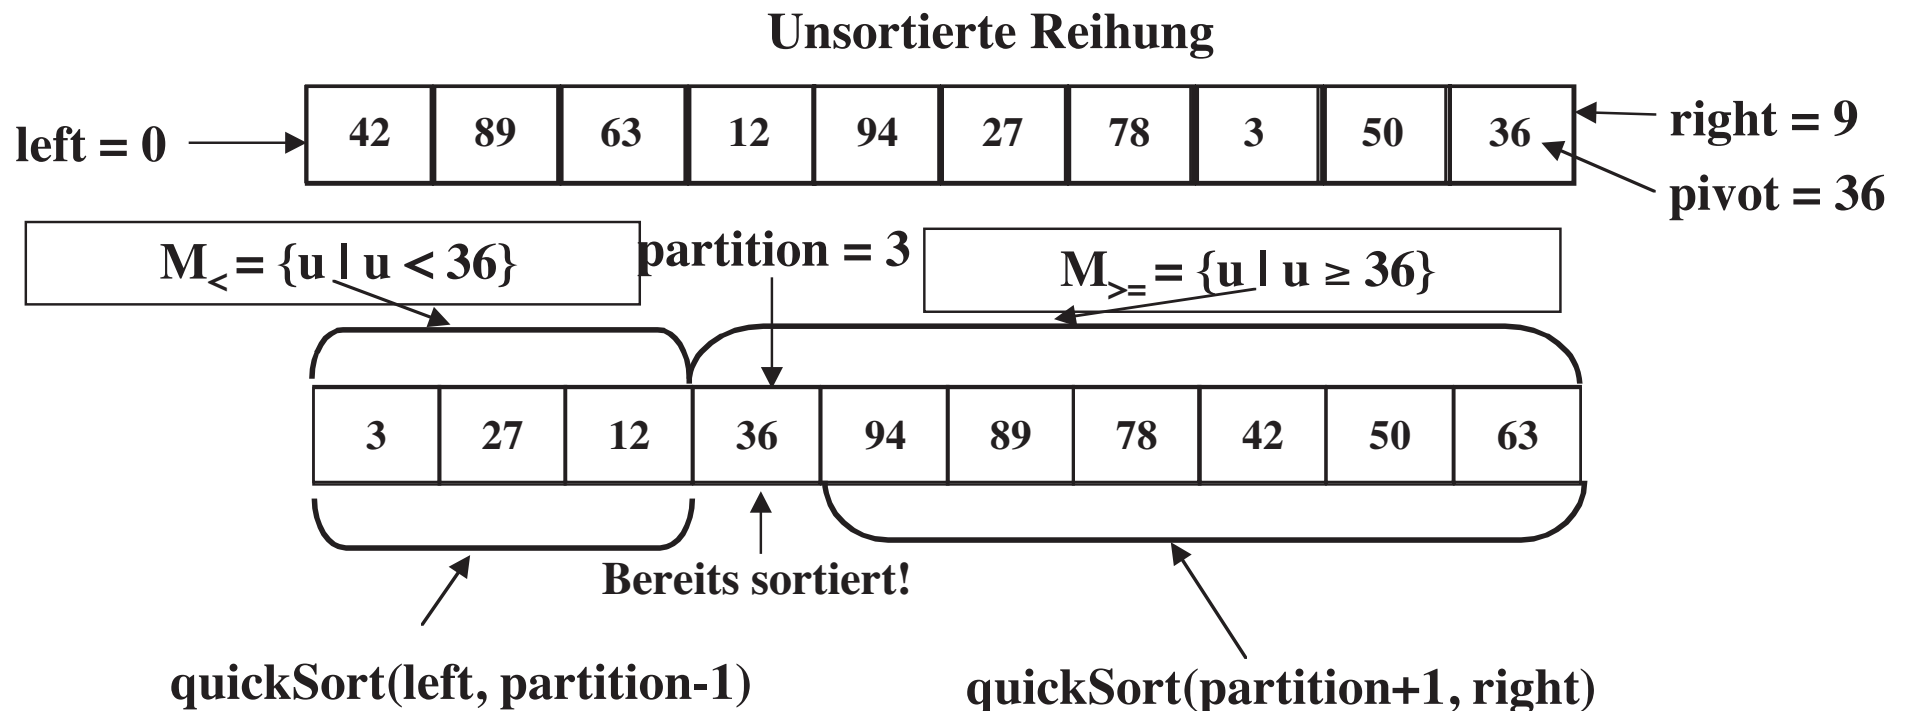 Unsortierte Reihung
left = 0
42 89 63 12 94 27 78 3 50 36
right = 9
pivot = 36
M< = {u | u < 36}
partition = 3
M>= = {u | u ≥ 36}
3 27 12 36 94 89 78 42 50 63
Bereits sortiert!
quickSort(left, partition-1)
quickSort(partition+1, right)